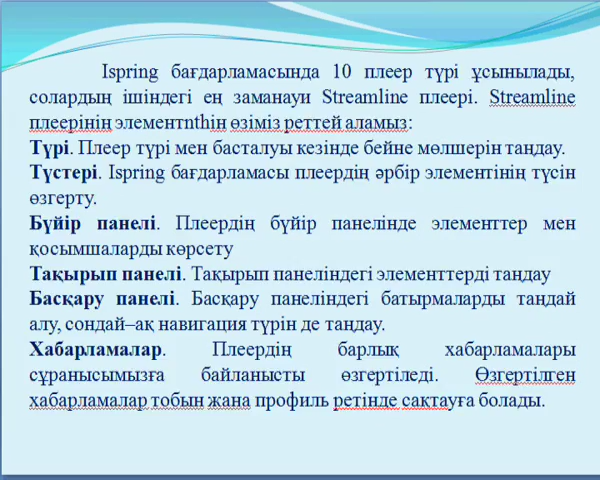 Ispring бағдарламасында 10 плеер түрі ұсынылады,
солардың ішіндегі ең заманауи Streamline плеері. Streamline
плеерінің элементnthін өзіміз реттей аламыз:
Түрі. Плеер түрі мен басталуы кезінде бейне мөлшерін таңдау.
Түстері. Ispring бағдарламасы плеердің әрбір элементінің түсін
өзгерту.
Бүйір панелі. Плеердің бүйір панелінде элементтер мен
қосымшаларды көрсету
Тақырып панелі. Тақырып панеліндегі элементтерді таңдау
Басқару панелі. Басқару панеліндегі батырмаларды таңдай
алу, сондай–ақ навигация түрін де таңдау.
Хабарламалар. Плеердің барлық хабарламалары
сұранысымызға байланысты өзгертіледі. Өзгертілген
хабарламалар тобын жаңа профиль ретінде сақтауға болады.